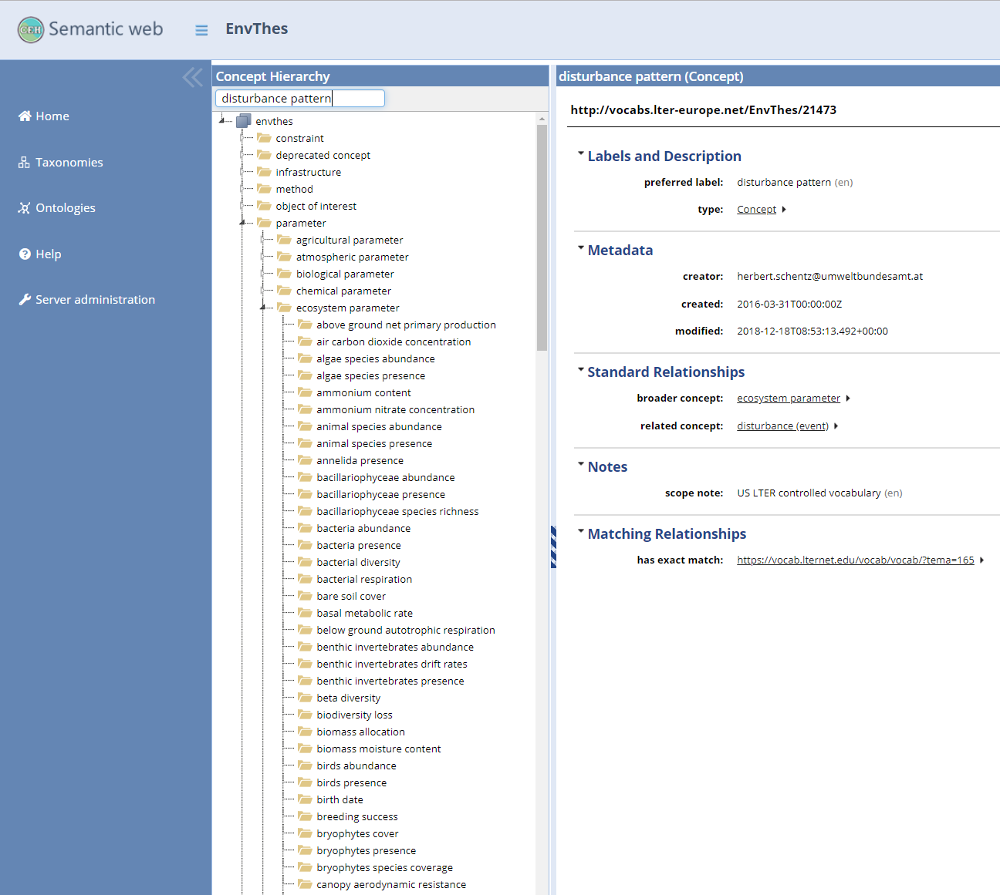 CEH Semantic web
EnvThes
Home
Taxonomies
Ontologies
Help
Server administration
Concept Hierarchy
disturbance pattern
envthes
constraint
deprecated concept
infrastructure
method
object of interest
parameter
agricultural parameter
atmospheric parameter
biological parameter
chemical parameter
ecosystem parameter
above ground net primary production
air carbon dioxide concentration
algae species abundance
algae species presence
ammonium content
ammonium nitrate concentration
animal species abundance
animal species presence
annelida presence
bacillariophyceae abundance
bacillariophyceae presence
bacillariophyceae species richness
bacteria abundance
bacteria presence
bacterial diversity
bacterial respiration
bare soil cover
basal metabolic rate
below ground autotrophic respiration
benthic invertebrates abundance
benthic invertebrates drift rates
benthic invertebrates presence
beta diversity
biodiversity loss
biomass allocation
biomass moisture content
birds abundance
birds presence
birth date
breeding success
bryophytes cover
bryophytes presence
bryophytes species coverage
canopy aerodynamic resistance
disturbance pattern (Concept)
http://vocabs.lter-europe.net/EnvThes/21473
Labels and Description
preferred label: disturbance pattern (en)
type: Concept
Metadata
creator: herbert.schentz@umweltbundesamt.at
created: 2016-03-31T00:00:00Z
modified: 2018-12-18T08:53:13.492+00:00
Standard Relationships
broader concept: ecosystem parameter
related concept: disturbance (event)
Notes
scope note: US LTER controlled vocabulary (en)
Matching Relationships
has exact match: https://vocab.lternet.edu/vocab/vocab/?tema=165